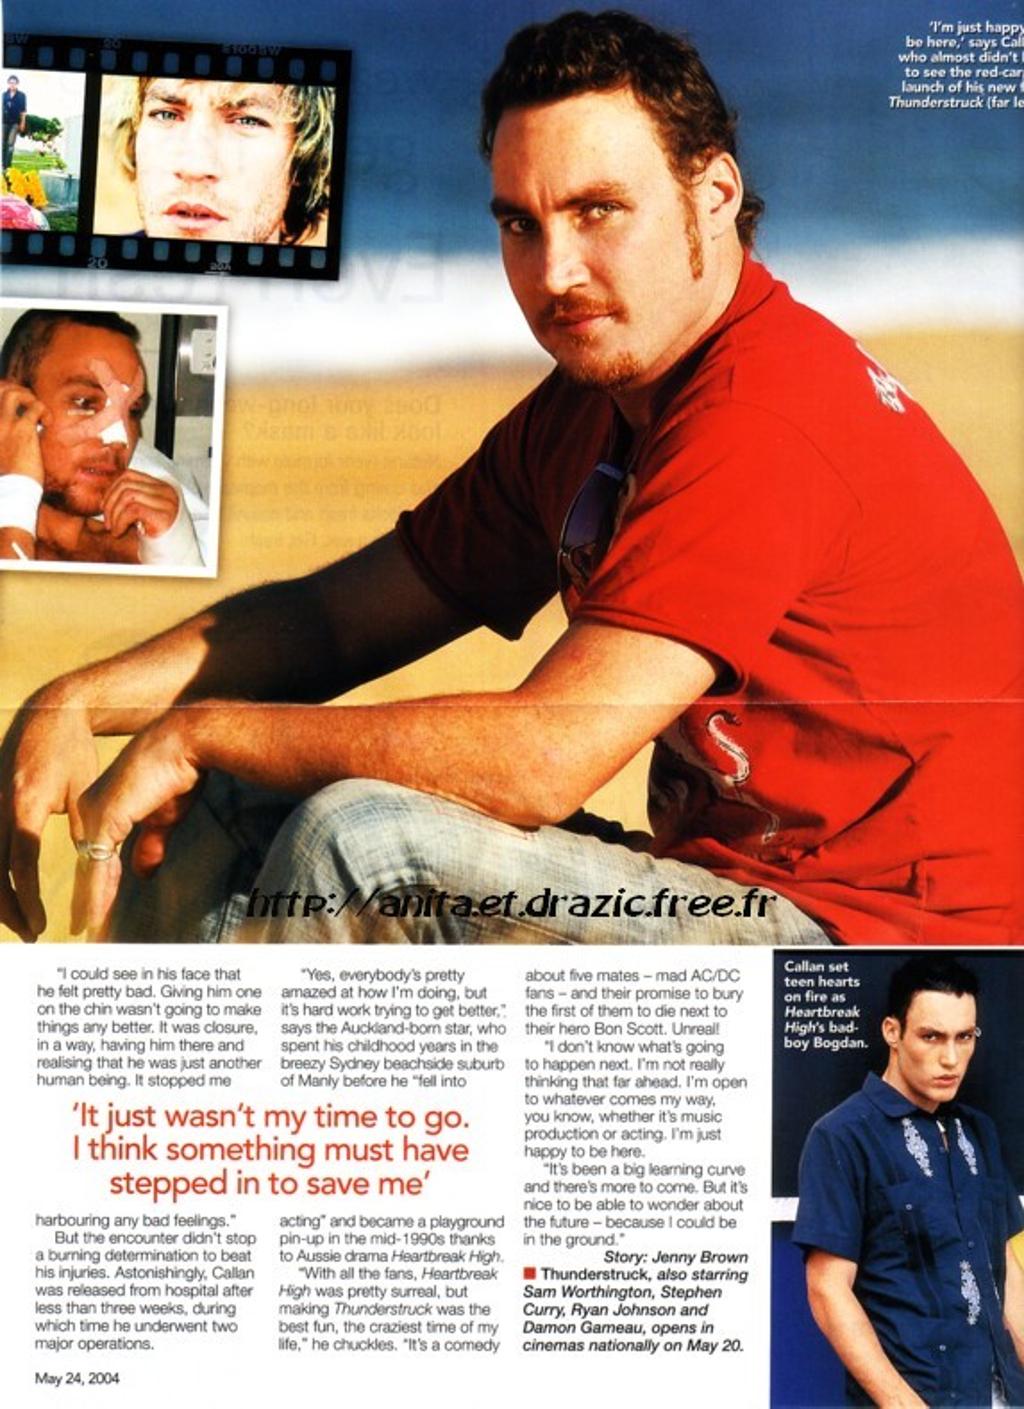 'I'm just happy
be here,' says
who almost didn't
to see the
launch of his new
Thunderstruck (far
20
20
20A
http://anita.et.drazic.free.fr
"I could see in his face that
he felt pretty bad. Giving him one
on the chin wasn't going to make
things any better. It was closure,
in a way, having him there and
realising that he was just another
human being. It stopped me
"Yes, everybody's pretty
amazed at how I'm doing, but
it's hard work trying to get better,"
says the Auckland-born star, who
spent his childhood years in the
breezy Sydney beachside suburb
of Manly before he "fell into
'It just wasn't my time to go.
I think something must have
stepped in to save me'
harbouring any bad feelings."
But the encounter didn't stop
a burning determination to beat
his injuries. Astonishingly, Callan
was released from hospital after
less than three weeks, during
which time he underwent two
major operations.
acting" and became a playground
pin-up in the mid-1990s thanks
to Aussie drama Heartbreak High.
"With all the fans, Heartbreak
High was pretty surreal, but
making Thunderstruck was the
best fun, the craziest time of my
life," he chuckles. "It's a comedy
about five mates – mad AC/DC
fans – and their promise to bury
the first of them to die next to
their hero Bon Scott. Unreal!
"I don't know what's going
to happen next. I'm not really
thinking that far ahead. I'm open
to whatever comes my way,
you know, whether it's music
production or acting. I'm just
happy to be here.
"It's been a big learning curve
and there's more to come. But it's
nice to be able to wonder about
the future – because I could be
in the ground."
Story: Jenny Brown
Thunderstruck, also starring
Sam Worthington, Stephen
Curry, Ryan Johnson and
Damon Gameau, opens in
cinemas nationally on May 20.
Callan set
teen hearts
on fire as
Heartbreak
High's bad-
boy Bogdan.
May 24, 2004